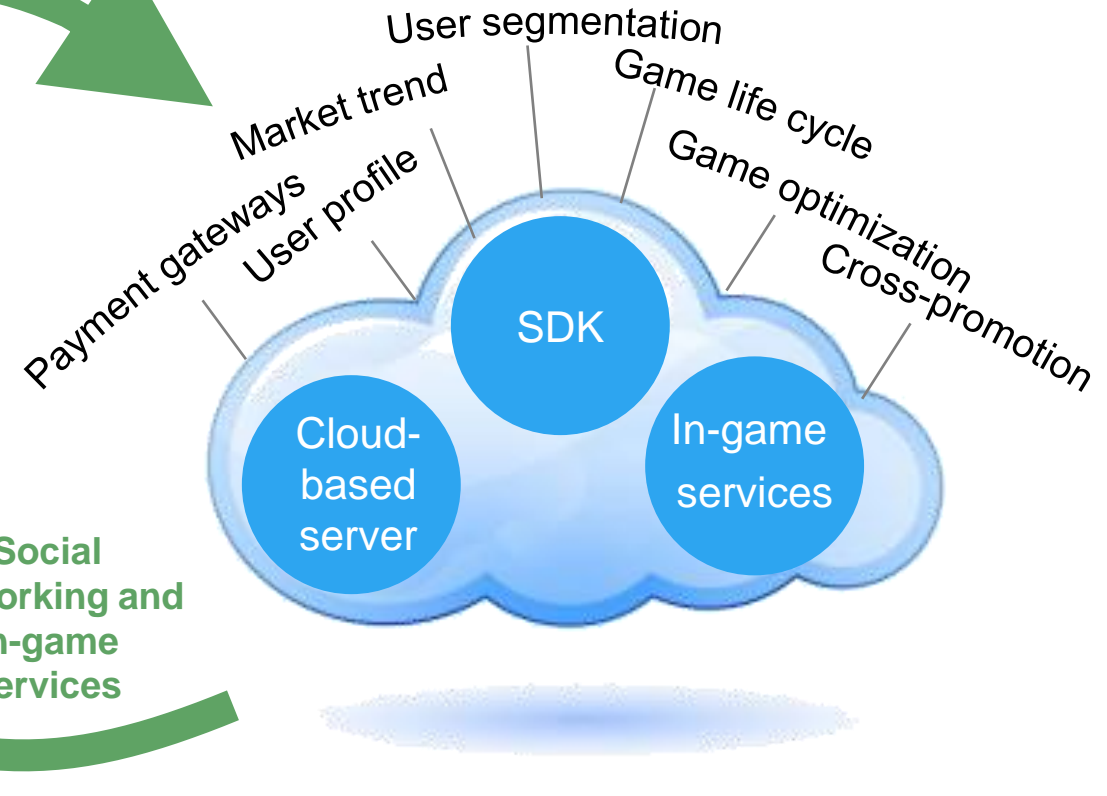 User segmentation
Market trend
Game life cycle
Payment gateways
User profile
Game optimization
Cross-promotion
SDK
Cloud-
based
server
In-game
services
Social
orking and
n-game
ervices